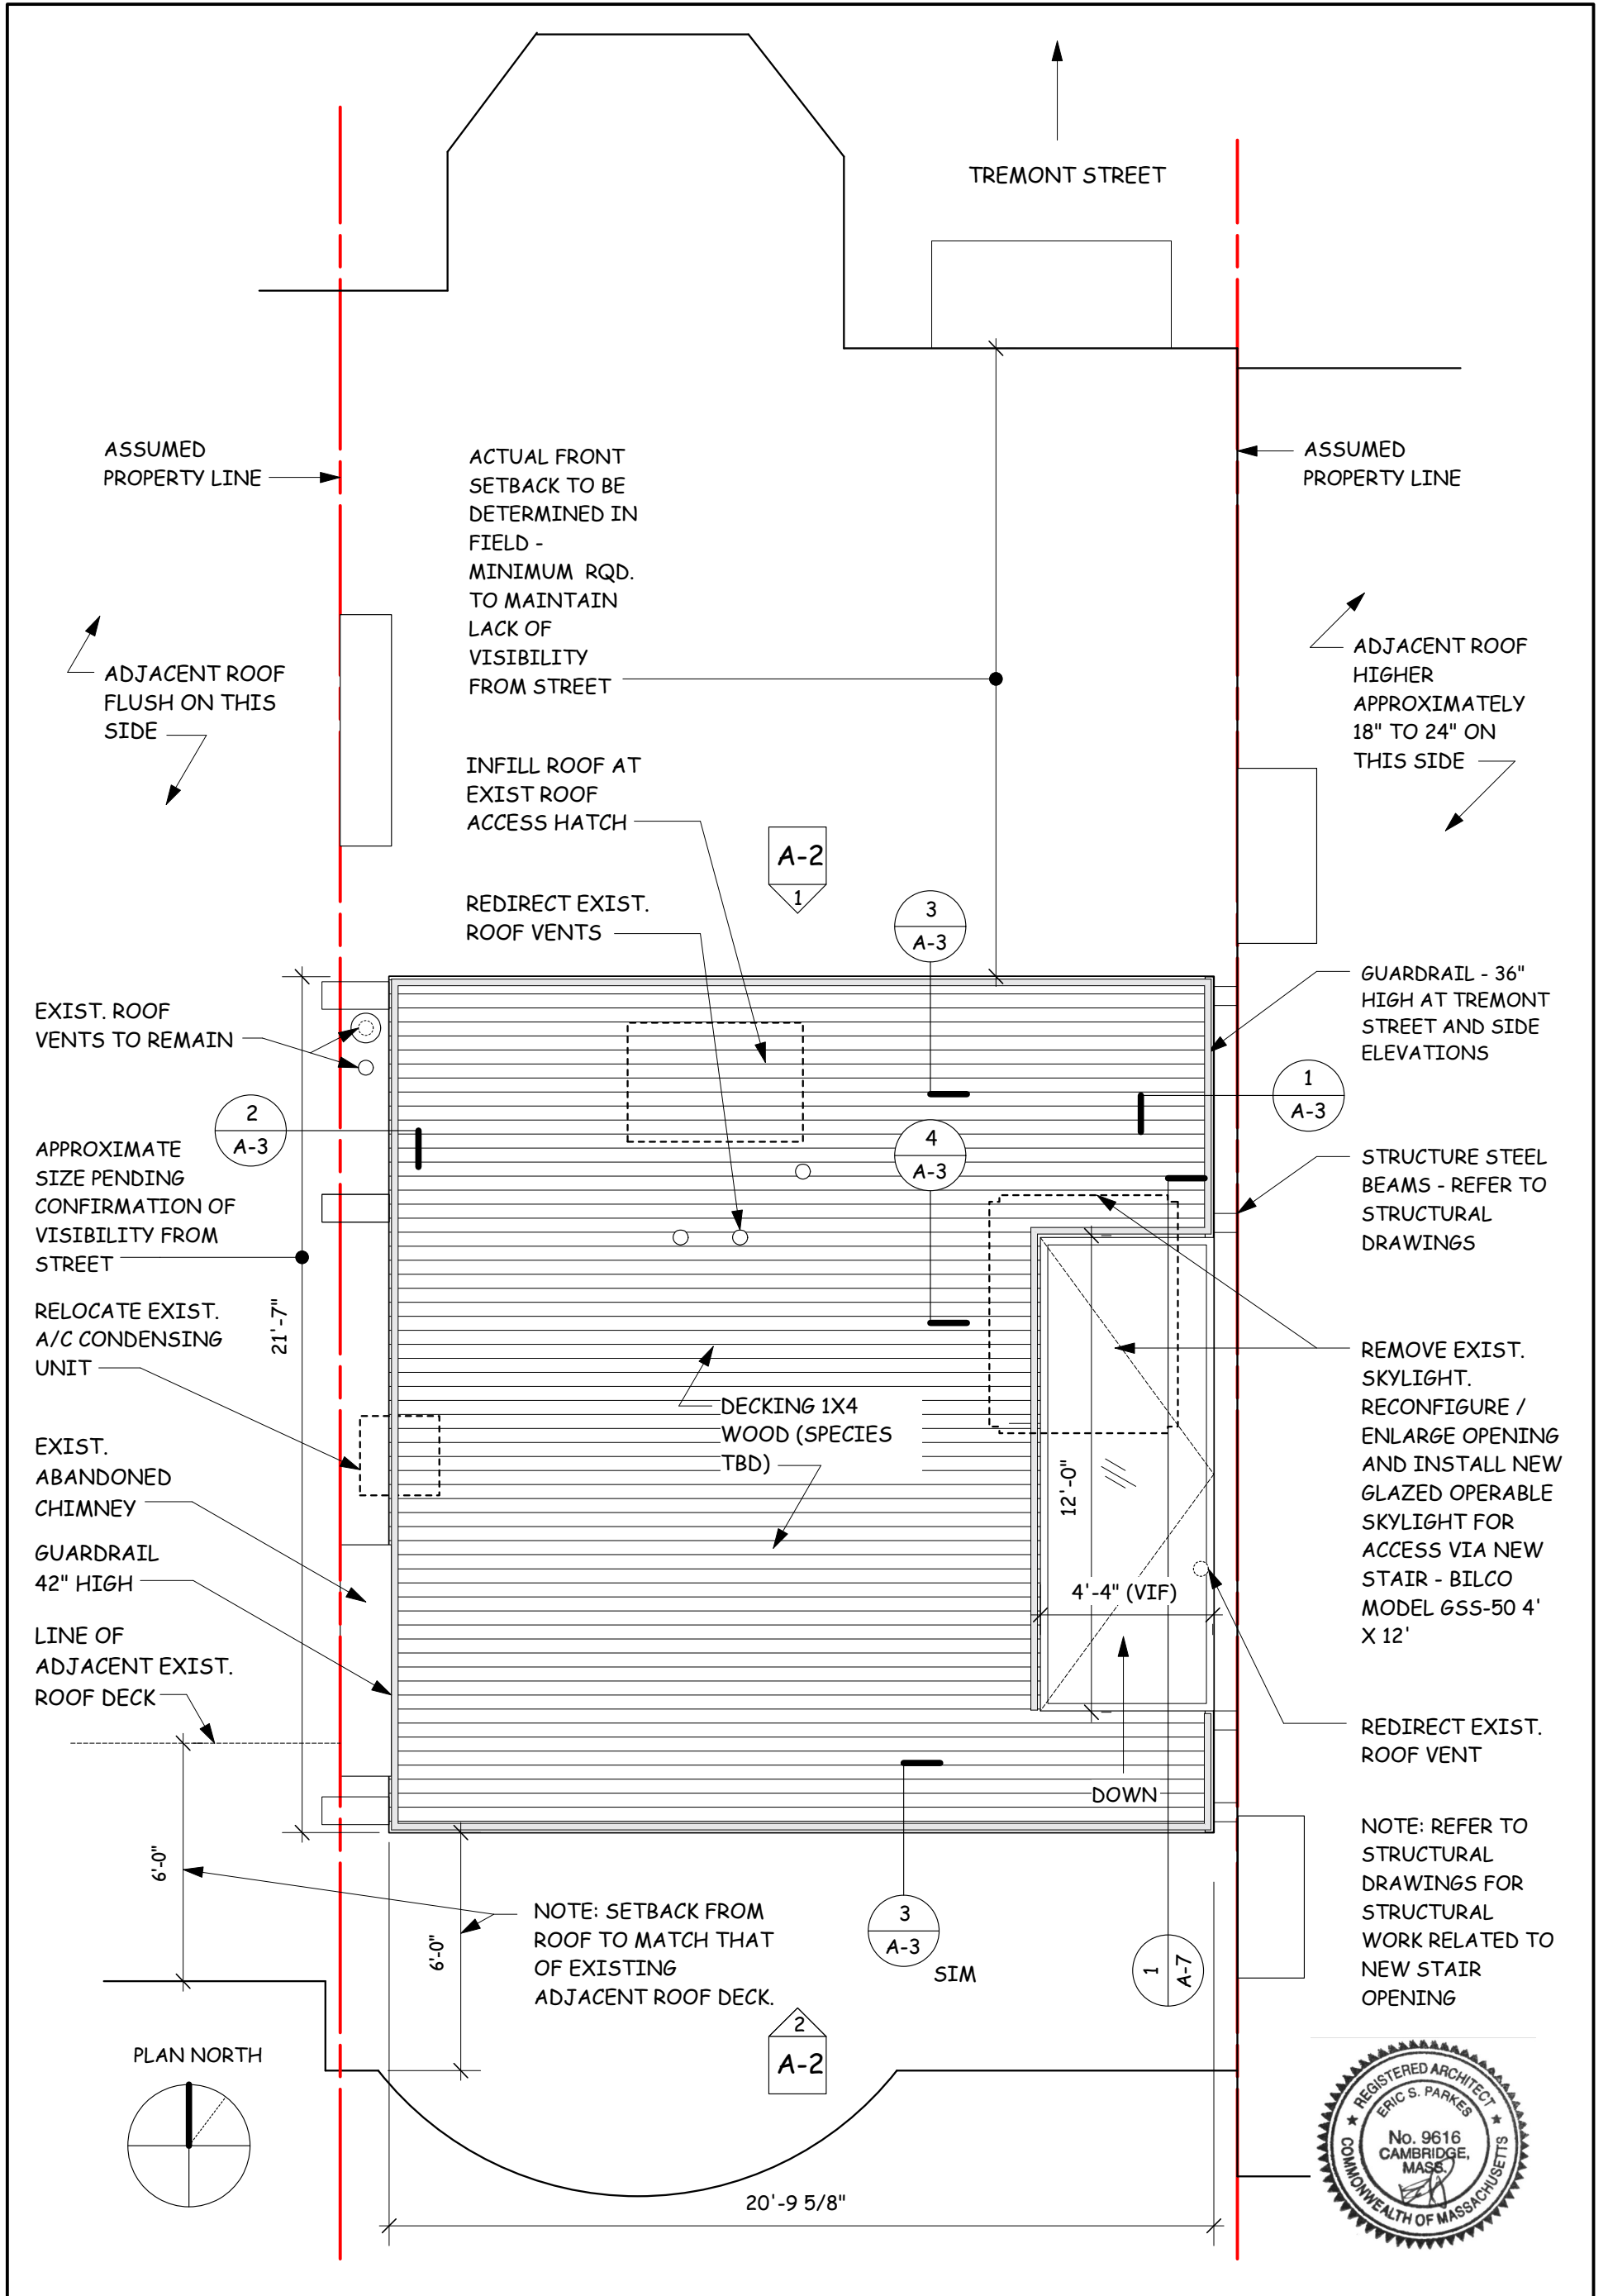 TREMONT STREET
ASSUMED
PROPERTY LINE
ACTUAL FRONT
SETBACK TO BE
DETERMINED IN
FIELD -
MINIMUM RQD.
TO MAINTAIN
LACK OF
VISIBILITY
FROM STREET
ASSUMED
PROPERTY LINE
ADJACENT ROOF
FLUSH ON THIS
SIDE
ADJACENT ROOF
HIGHER
APPROXIMATELY
18" TO 24" ON
THIS SIDE
INFILL ROOF AT
EXIST ROOF
ACCESS HATCH
A-2
1
REDIRECT EXIST.
ROOF VENTS
3
A-3
EXIST. ROOF
VENTS TO REMAIN
GUARDRAIL - 36"
HIGH AT TREMONT
STREET AND SIDE
ELEVATIONS
2
A-3
1
A-3
4
A-3
APPROXIMATE
SIZE PENDING
CONFIRMATION OF
VISIBILITY FROM
STREET
STRUCTURE STEEL
BEAMS - REFER TO
STRUCTURAL
DRAWINGS
21'-7"
RELOCATE EXIST.
A/C CONDENSING
UNIT
REMOVE EXIST.
SKYLIGHT.
RECONFIGURE /
ENLARGE OPENING
AND INSTALL NEW
GLAZED OPERABLE
SKYLIGHT FOR
ACCESS VIA NEW
STAIR - BILCO
MODEL GSS-50 4'
X 12'
DECKING 1X4
WOOD (SPECIES
TBD)
EXIST.
ABANDONED
CHIMNEY
12'-0"
GUARDRAIL
42" HIGH
4'-4" (VIF)
LINE OF
ADJACENT EXIST.
ROOF DECK
REDIRECT EXIST.
ROOF VENT
DOWN
6'-0"
6'-0"
NOTE: SETBACK FROM
ROOF TO MATCH THAT
OF EXISTING
ADJACENT ROOF DECK.
3
A-3
SIM
1
A-7
NOTE: REFER TO
STRUCTURAL
DRAWINGS FOR
STRUCTURAL
WORK RELATED TO
NEW STAIR
OPENING
2
A-2
PLAN NORTH
20'-9 5/8"
REGISTERED ARCHITECT
ERIC S. PARKES
No. 9616
CAMBRIDGE,
MASS.
COMMONWEALTH OF MASSACHUSETTS